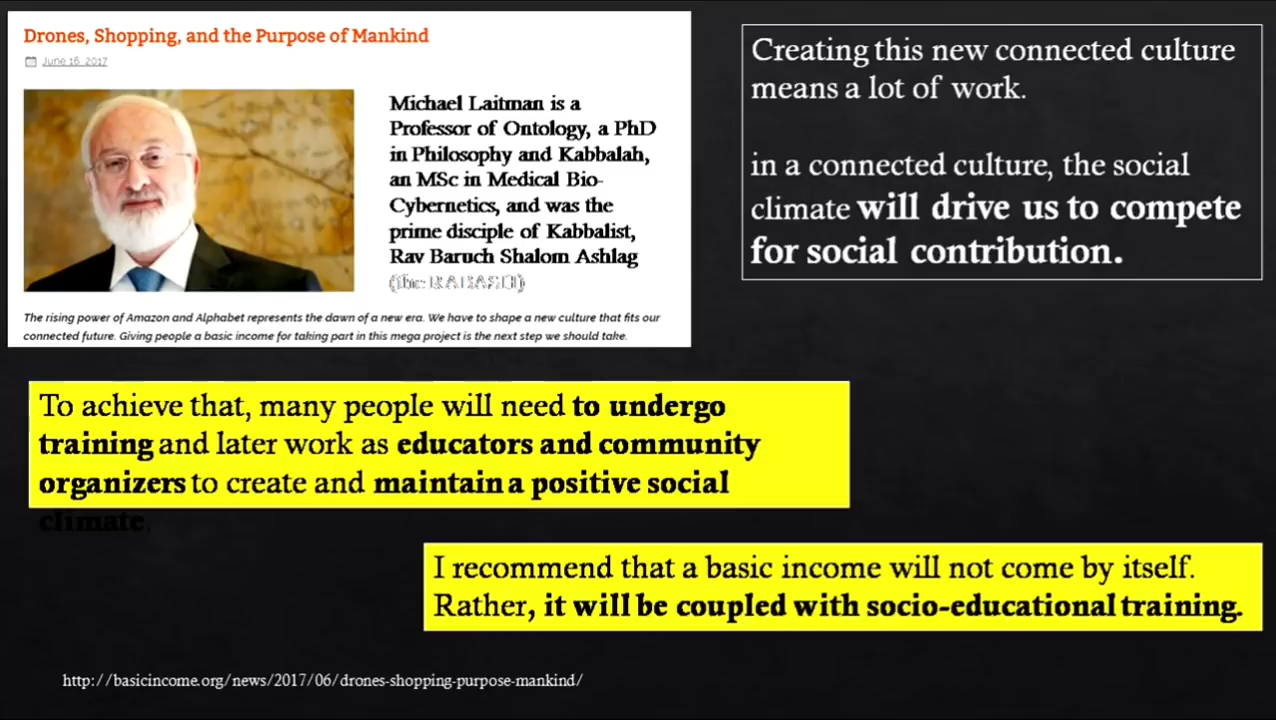 Drones, Shopping, and the Purpose of Mankind
June 16, 2017
Michael Laitman is a
Professor of Ontology, a PhD
in Philosophy and Kabbalah,
an MSc in Medical Bio-
Cybernetics, and was the
prime disciple of Kabbalist,
Rav Baruch Shalom Ashlag
(the RABASH)
The rising power of Amazon and Alphabet represents the dawn of a new era. We have to shape a new culture that fits our
connected future. Giving people a basic income for taking part in this mega project is the next step we should take.
Creating this new connected culture
means a lot of work.
in a connected culture, the social
climate will drive us to compete
for social contribution.
To achieve that, many people will need to undergo
training and later work as educators and community
organizers to create and maintain a positive social
climate.
I recommend that a basic income will not come by itself.
Rather, it will be coupled with socio-educational training.
http://basicincome.org/news/2017/06/drones-shopping-purpose-mankind/